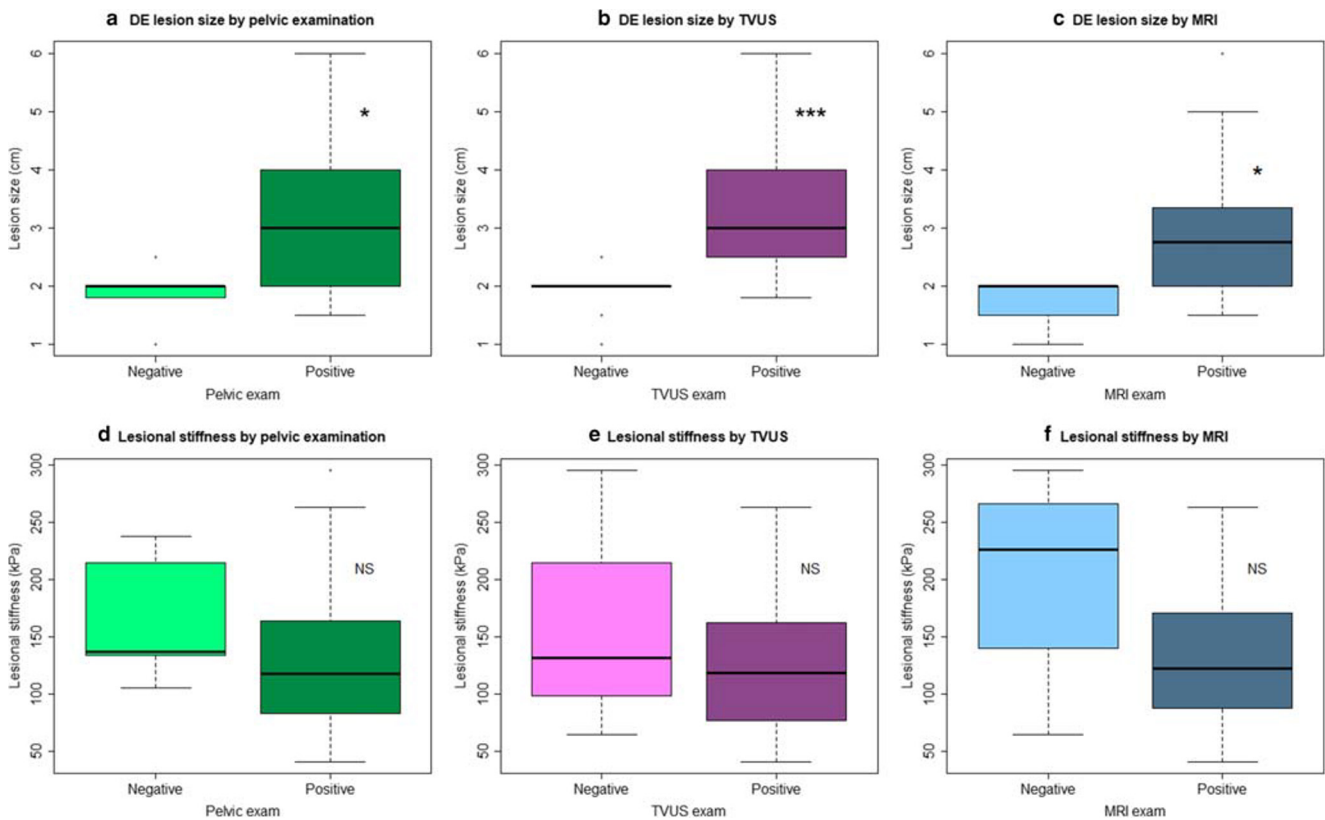 a DE lesion size by pelvic examination
Lesion size (cm)
6
5
4
3
2
1
*
Negative Positive
Pelvic exam
b DE lesion size by TVUS
Lesion size (cm)
6
5
4
3
2
1
***
Negative Positive
TVUS exam
c DE lesion size by MRI
Lesion size (cm)
6
5
4
3
2
1
*
Negative Positive
MRI exam
d Lesional stiffness by pelvic examination
Lesional stiffness (kPa)
300
250
200
150
100
50
NS
Negative Positive
Pelvic exam
e Lesional stiffness by TVUS
Lesional stiffness (kPa)
300
250
200
150
100
50
NS
Negative Positive
TVUS exam
f Lesional stiffness by MRI
Lesional stiffness (kPa)
300
250
200
150
100
50
NS
Negative Positive
MRI exam